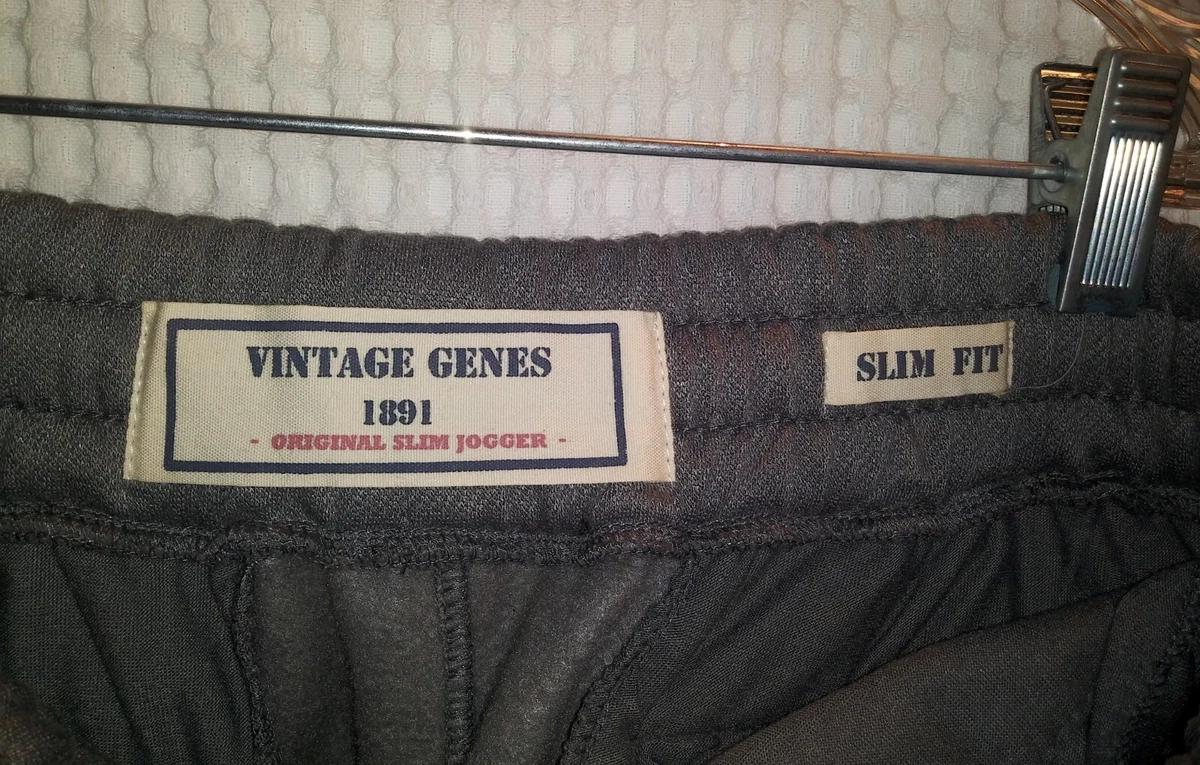 VINTAGE GENES
1891
- ORIGINAL SLIM JOGGER -
SLIM FIT